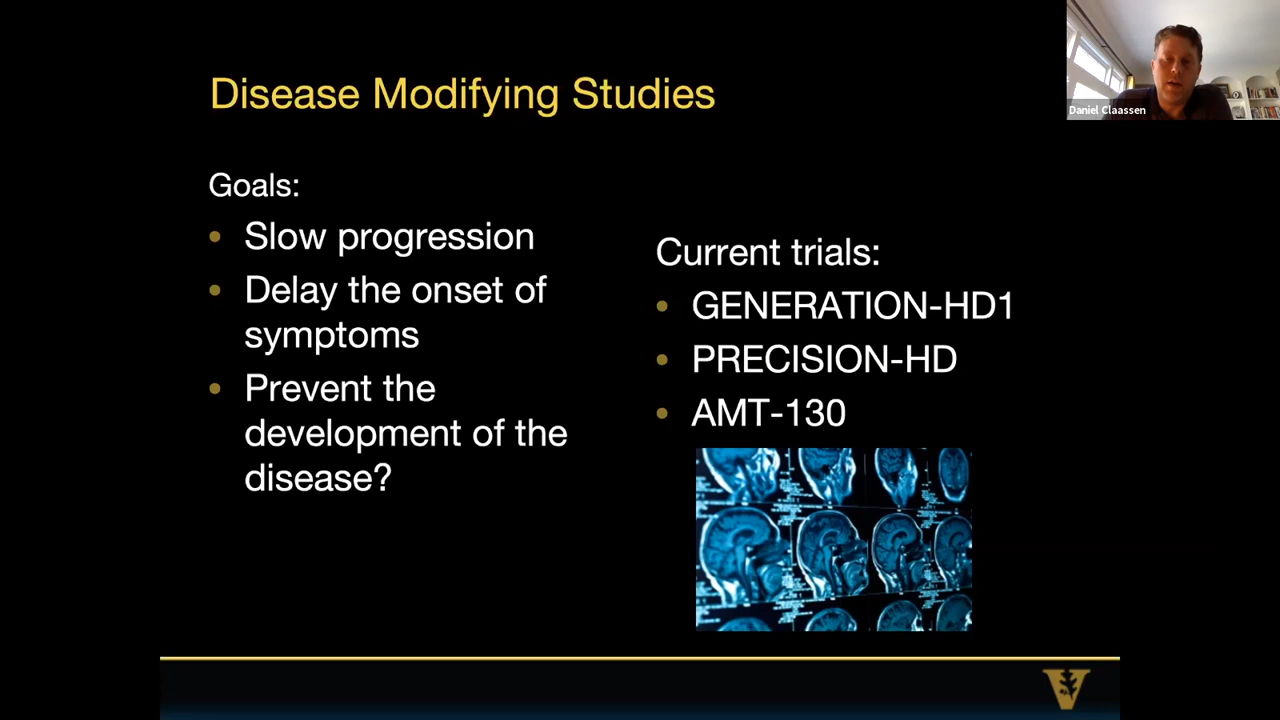 Disease Modifying Studies
Daniel Claassen
Goals:
• Slow progression
• Delay the onset of
symptoms
• Prevent the
development of the
disease?
Current trials:
• GENERATION-HD1
• PRECISION-HD
• AMT-130
V